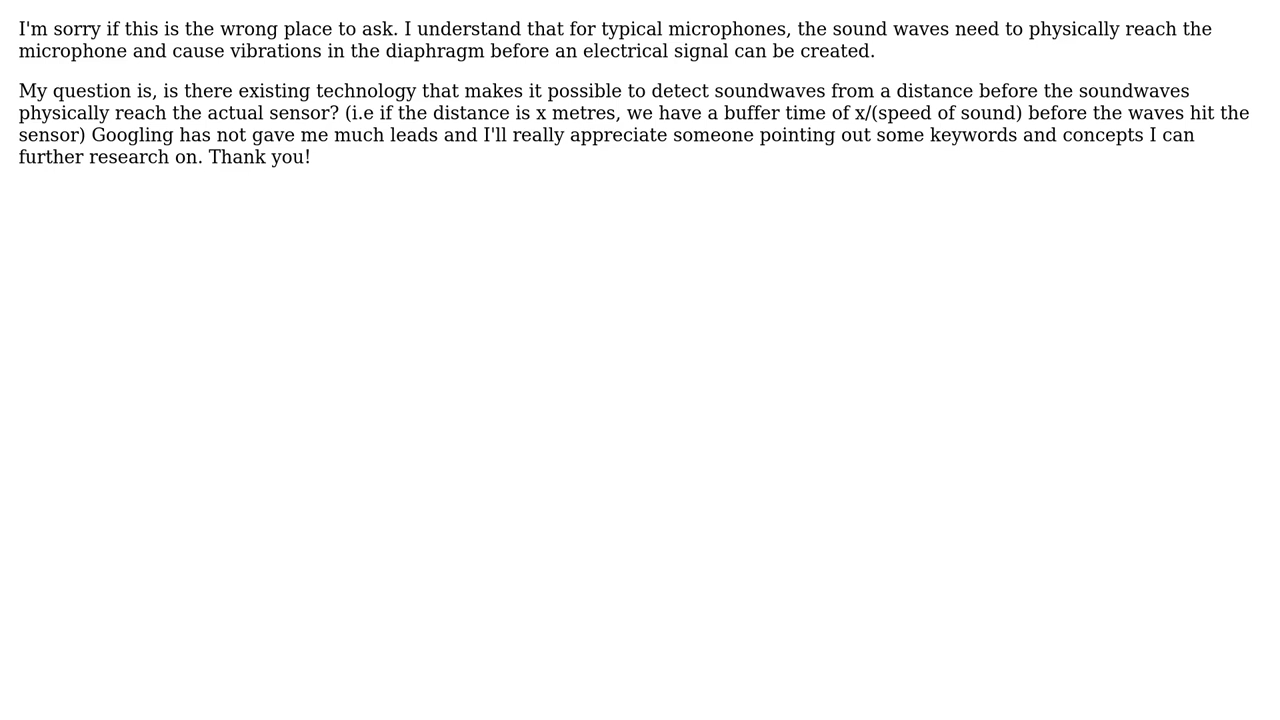 I'm sorry if this is the wrong place to ask. I understand that for typical microphones, the sound waves need to physically reach the
microphone and cause vibrations in the diaphragm before an electrical signal can be created.
My question is, is there existing technology that makes it possible to detect soundwaves from a distance before the soundwaves
physically reach the actual sensor? (i.e if the distance is x metres, we have a buffer time of x/(speed of sound) before the waves hit the
sensor) Googling has not gave me much leads and I'll really appreciate someone pointing out some keywords and concepts I can
further research on. Thank you!